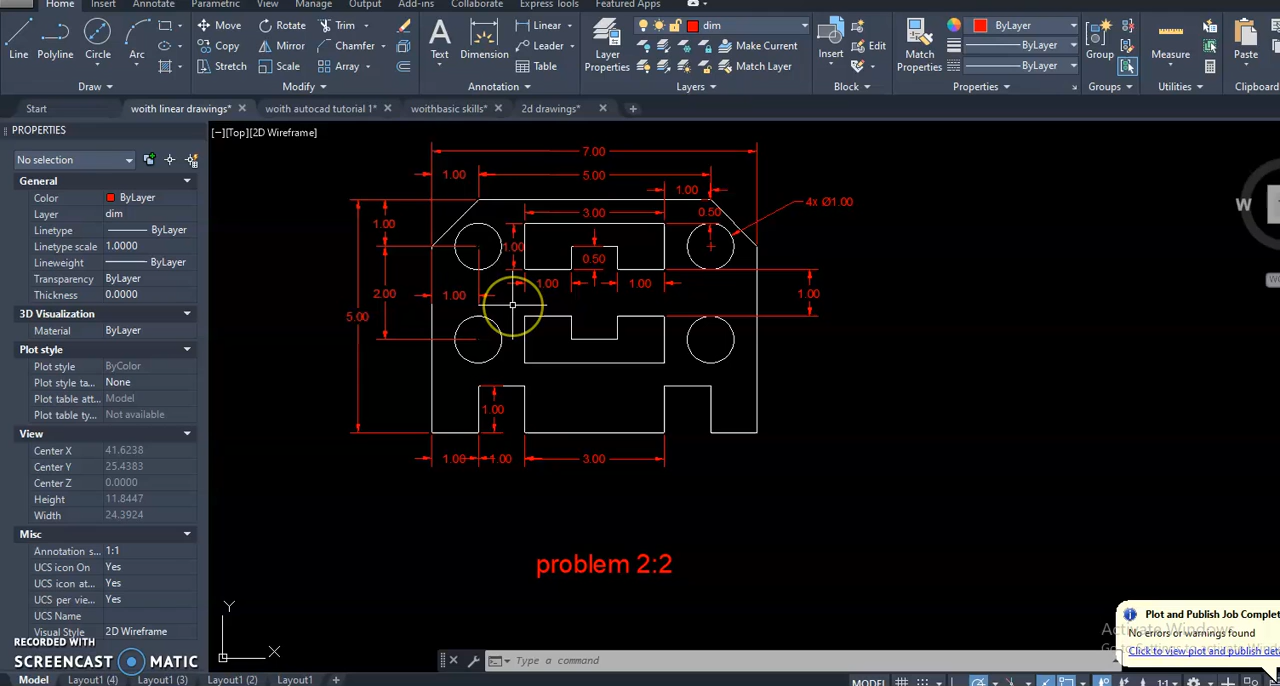 Home Insert Annotate Parametric View Manage Output Add-ins Collaborate Express Tools Featured Apps
Line Polyline Circle Arc
Move Rotate Trim
Copy Mirror Chamfer
Stretch Scale Array
Draw Modify
Text Dimension
Linear
Leader
Table
Annotation
Layer
Properties
dim
Make Current
Match Layer
Layers
Insert
Edit
Block
Match
Properties
ByLayer
ByLayer
ByLayer
Properties
Group
Groups
Measure
Utilities
Paste
Clipboard
Start woith linear drawings* woith autocad tutorial 1* woithbasic skills* 2d drawings*
PROPERTIES
No selection
General
Color ByLayer
Layer dim
Linetype ByLayer
Linetype scale 1.0000
Lineweight ByLayer
Transparency ByLayer
Thickness 0.0000
3D Visualization
Material ByLayer
Plot style
Plot style ByColor
Plot style ta... None
Plot table att... Model
Plot table ty... Not available
View
Center X 41.6238
Center Y 25.4383
Center Z 0.0000
Height 11.8447
Width 24.3924
Misc
Annotation s... 1:1
UCS icon On Yes
UCS icon at... Yes
UCS per vie... Yes
UCS Name
Visual Style 2D Wireframe
RECORDED WITH
SCREENCAST MATIC
[−][Top][2D Wireframe]
7.00
1.00 5.00
1.00
4x Ø1.00
3.00 0.50
1.00
1.00
0.50
1.00 1.00
2.00 1.00 1.00
5.00
1.00
1.00 1.00 3.00
problem 2:2
W
Y
X
Type a command
Plot and Publish Job Complet
Activate Windows
No errors or warnings found
Click to view plot and publish deta
Model Layout1 (4) Layout1 (3) Layout1 (2) Layout1
MODEL 1:1